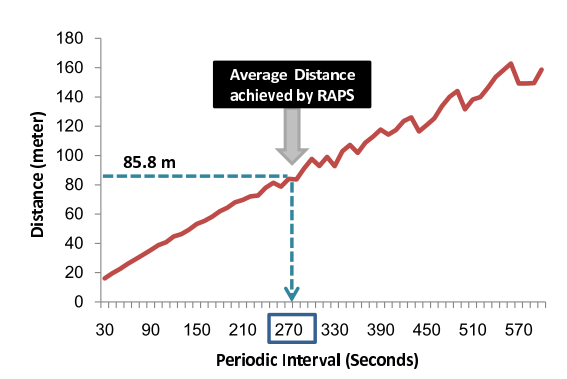 180
160
140
120
100
80
60
40
20
0
Distance (meter)
Average Distance
achieved by RAPS
85.8 m
30 90 150 210 270 330 390 450 510 570
Periodic Interval (Seconds)